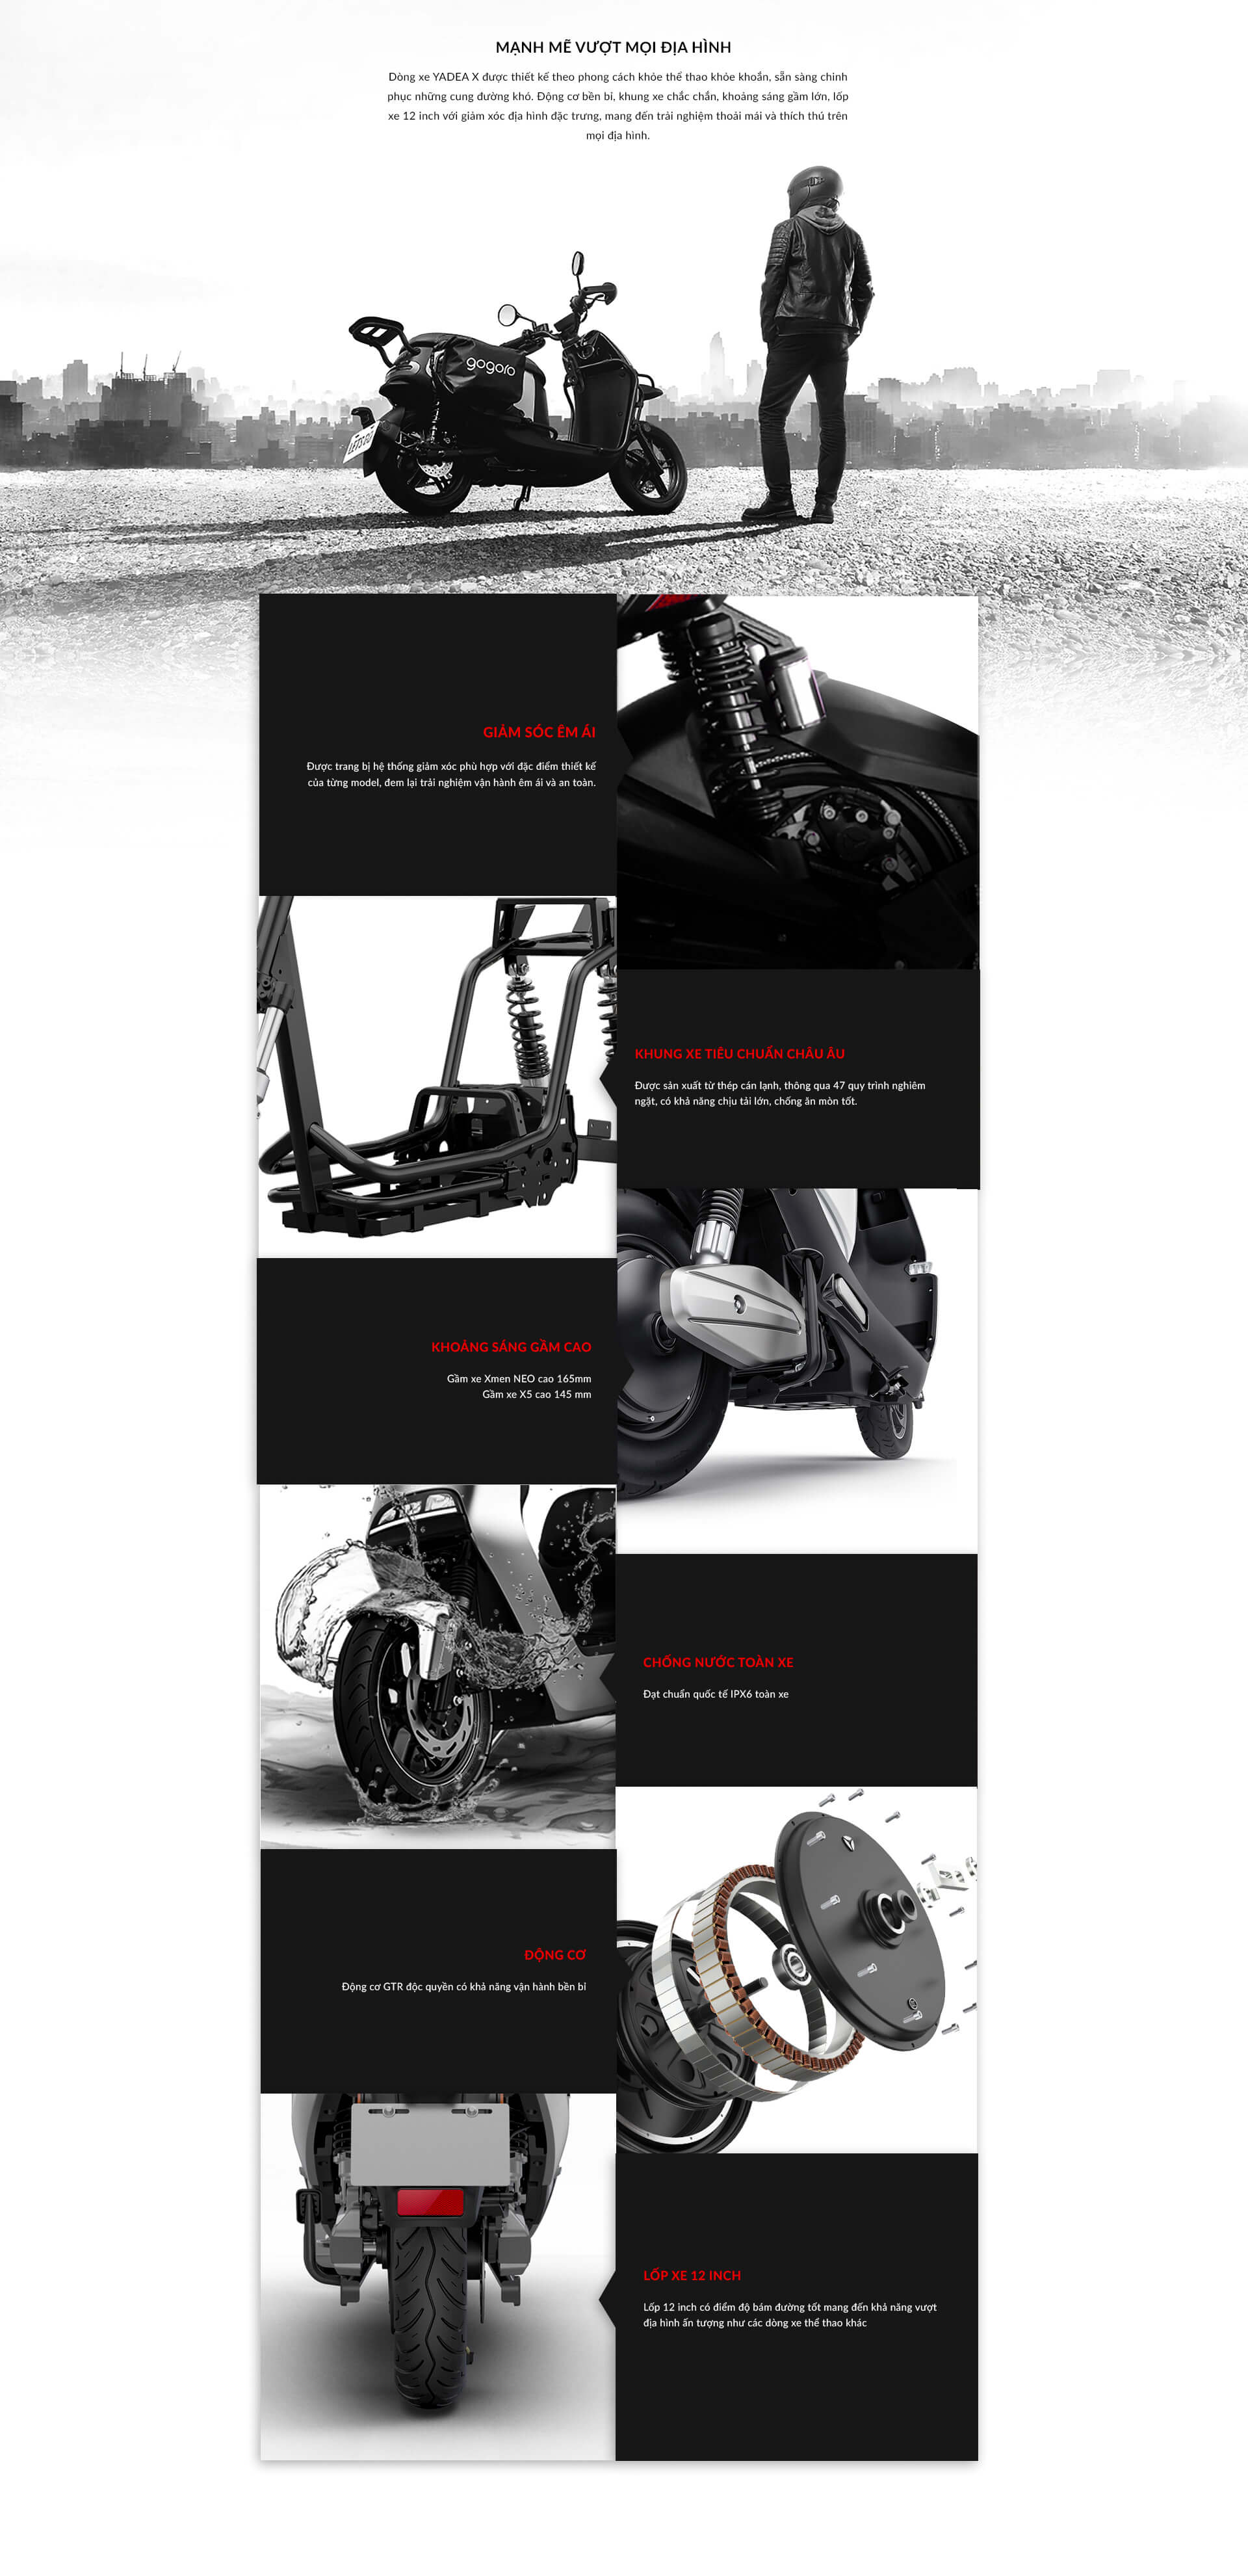 MẠNH MẼ VƯỢT MỌI ĐỊA HÌNH
Dòng xe YADEA X được thiết kế theo phong cách khỏe thể thao khỏe khoắn, sẵn sàng chinh
phục những cung đường khó. Động cơ bền bỉ, khung xe chắc chắn, khoảng sáng gầm lớn, lốp
xe 12 inch với giảm xóc địa hình đặc trưng, mang đến trải nghiệm thoải mái và thích thú trên
mọi địa hình.
gogoro
GIẢM SÓC ÊM ÁI
Được trang bị hệ thống giảm xóc phù hợp với đặc điểm thiết kế
của từng model, đem lại trải nghiệm vận hành êm ái và an toàn.
KHUNG XE TIÊU CHUẨN CHÂU ÂU
Được sản xuất từ thép cán lạnh, thông qua 47 quy trình nghiêm
ngặt, có khả năng chịu tải lớn, chống ăn mòn tốt.
KHOẢNG SÁNG GẦM CAO
Gầm xe Xmen NEO cao 165mm
Gầm xe X5 cao 145 mm
CHỐNG NƯỚC TOÀN XE
Đạt chuẩn quốc tế IPX6 toàn xe
ĐỘNG CƠ
Động cơ GTR độc quyền có khả năng vận hành bền bỉ
LỐP XE 12 INCH
Lốp 12 inch có điểm độ bám đường tốt mang đến khả năng vượt
địa hình ấn tượng như các dòng xe thể thao khác